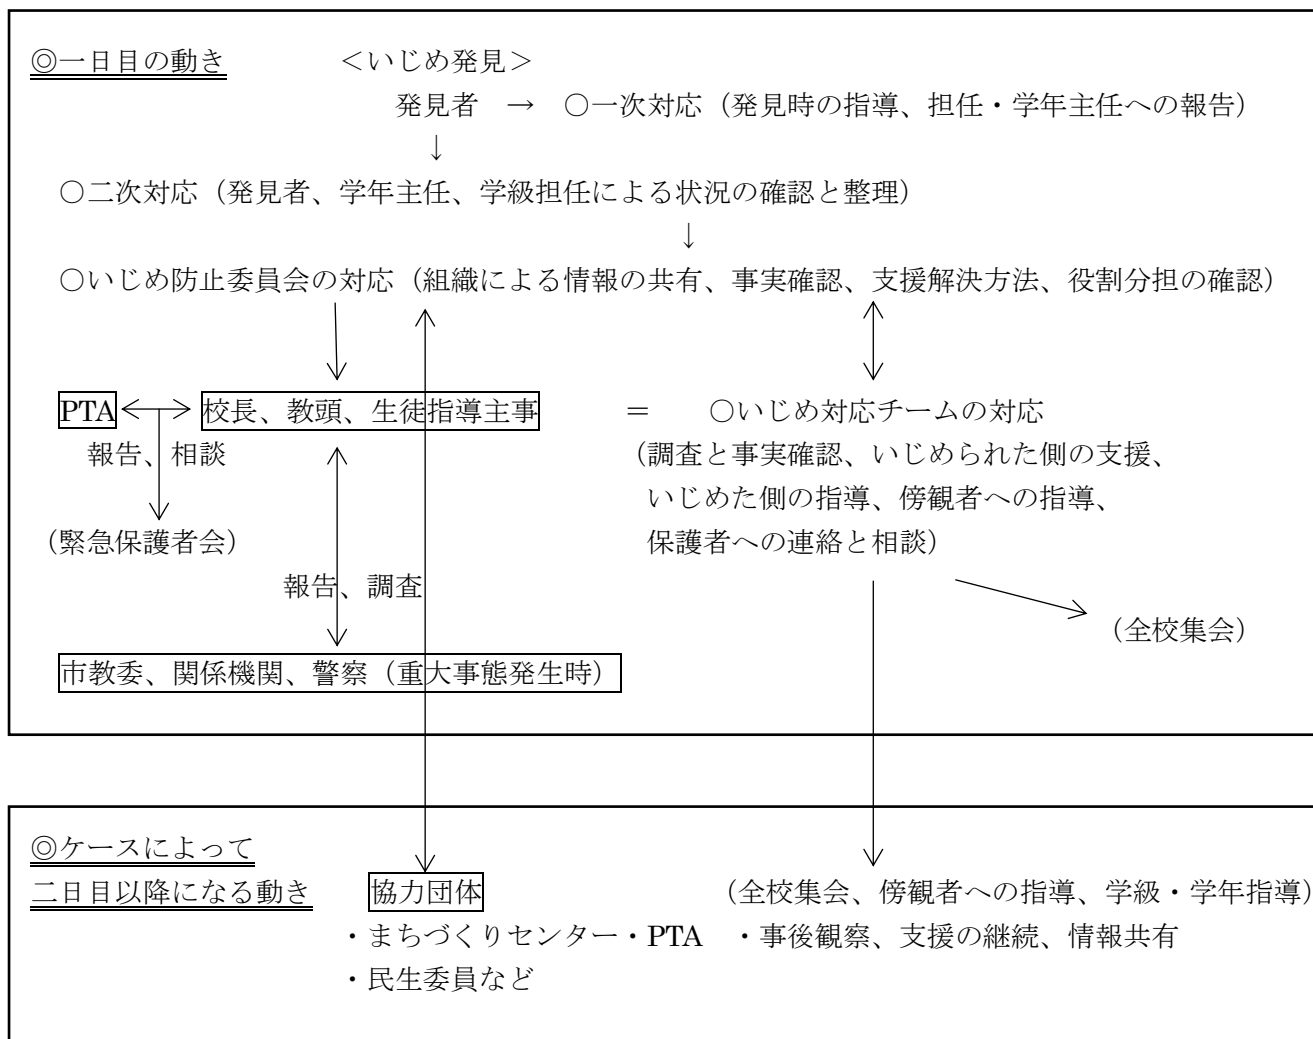 ◎一日目の動き　＜いじめ発見＞
発見者　→　○一次対応（発見時の指導、担任・学年主任への報告）
↓
○二次対応（発見者、学年主任、学級担任による状況の確認と整理）
↓
○いじめ防止委員会の対応（組織による情報の共有、事実確認、支援解決方法、役割分担の確認）
PTA　校長、教頭、生徒指導主事　＝　○いじめ対応チームの対応
報告、相談　（調査と事実確認、いじめられた側の支援、
いじめた側の指導、傍観者への指導、
（緊急保護者会）　保護者への連絡と相談）
報告、調査
（全校集会）
市教委、関係機関、警察（重大事態発生時）
◎ケースによって
二日目以降になる動き　協力団体　（全校集会、傍観者への指導、学級・学年指導）
・まちづくりセンター・PTA　・事後観察、支援の継続、情報共有
・民生委員など